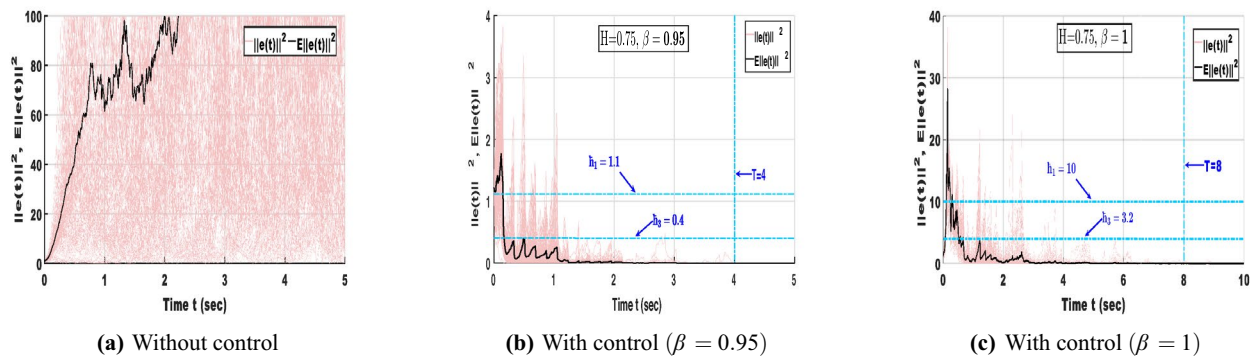 ||e(t)||², E||e(t)||²
100
80
60
40
20
0
0 1 2 3 4 5
Time t (sec)
||e(t)||² E||e(t)||²
(a) Without control
||e(t)|| ², E||e(t)|| ²
4
3
2
1
0
0 1 2 3 4 5
Time t (sec)
H=0.75, β = 0.95
||e(t)|| ²
E||e(t)|| ²
ħ₁ = 1.1
T=4
ħ₃ = 0.4
(b) With control (β = 0.95)
||e(t)||², E||e(t)||²
40
30
20
10
0
0 2 4 6 8 10
Time t (sec)
H=0.75, β = 1
||e(t)||²
E||e(t)||²
ħ₁ = 10
T=8
ħ₃ = 3.2
(c) With control (β = 1)